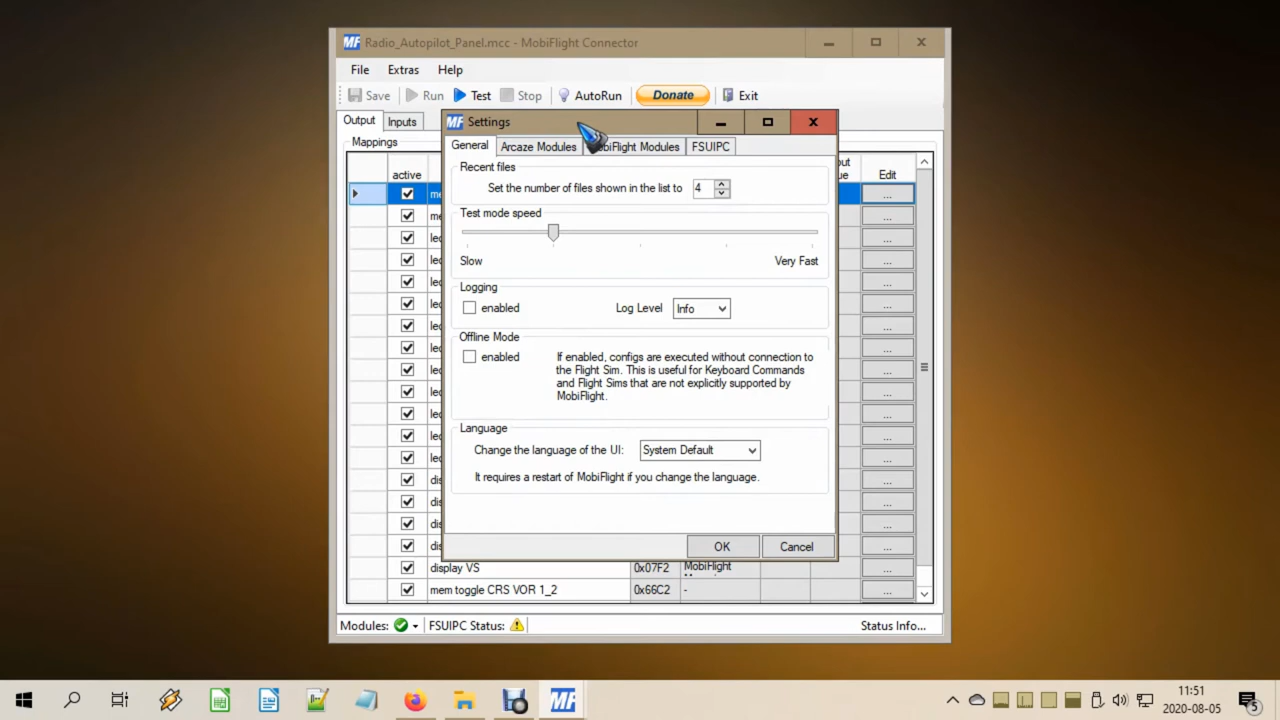 MF Radio_Autopilot_Panel.mcc - MobiFlight Connector
File Extras Help
Save Run Test Stop AutoRun Donate Exit
Output Inputs
MF Settings
General Arcaze Modules MobiFlight Modules FSUIPC
Mappings
active
Edit
Recent files
Set the number of files shown in the list to 4
Test mode speed
Slow Very Fast
Logging
enabled Log Level Info
Offline Mode
enabled
If enabled, configs are executed without connection to
the Flight Sim. This is useful for Keyboard Commands
and Flight Sims that are not explicitly supported by
MobiFlight.
Language
Change the language of the UI: System Default
It requires a restart of MobiFlight if you change the language.
OK Cancel
display VS 0x07F2 MobiFlight ...
mem toggle CRS VOR 1_2 0x66C2 - ...
Modules: FSUIPC Status: Status Info...
MF
11:51
2020-08-05
5